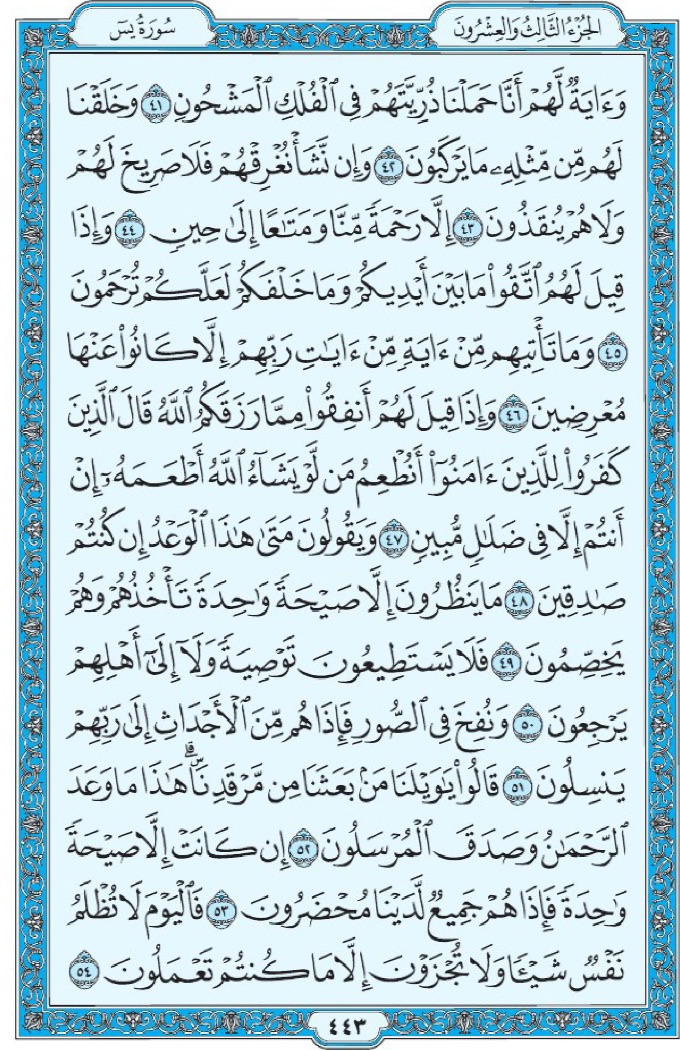 الجُزْءُ الثَّالِثُ وَالعِشْرُونَ
سُورَةُ يسٓ
وَءَايَةٌ لَّهُمْ أَنَّا حَمَلْنَا ذُرِّيَّتَهُمْ فِي ٱلْفُلْكِ ٱلْمَشْحُونِ ٤١ وَخَلَقْنَا
لَهُم مِّن مِّثْلِهِۦ مَا يَرْكَبُونَ ٤٢ وَإِن نَّشَأْ نُغْرِقْهُمْ فَلَا صَرِيخَ لَهُمْ
وَلَا هُمْ يُنقَذُونَ ٤٣ إِلَّا رَحْمَةً مِّنَّا وَمَتَٰعًا إِلَىٰ حِينٍ ٤٤ وَإِذَا
قِيلَ لَهُمُ ٱتَّقُوا۟ مَا بَيْنَ أَيْدِيكُمْ وَمَا خَلْفَكُمْ لَعَلَّكُمْ تُرْحَمُونَ
٤٥ وَمَا تَأْتِيهِم مِّنْ ءَايَةٍ مِّنْ ءَايَٰتِ رَبِّهِمْ إِلَّا كَانُوا۟ عَنْهَا
مُعْرِضِينَ ٤٦ وَإِذَا قِيلَ لَهُمْ أَنفِقُوا۟ مِمَّا رَزَقَكُمُ ٱللَّهُ قَالَ ٱلَّذِينَ
كَفَرُوا۟ لِلَّذِينَ ءَامَنُوٓا۟ أَنُطْعِمُ مَن لَّوْ يَشَآءُ ٱللَّهُ أَطْعَمَهُۥٓ إِنْ
أَنتُمْ إِلَّا فِي ضَلَٰلٍ مُّبِينٍ ٤٧ وَيَقُولُونَ مَتَىٰ هَٰذَا ٱلْوَعْدُ إِن كُنتُمْ
صَٰدِقِينَ ٤٨ مَا يَنظُرُونَ إِلَّا صَيْحَةً وَٰحِدَةً تَأْخُذُهُمْ وَهُمْ
يَخِصِّمُونَ ٤٩ فَلَا يَسْتَطِيعُونَ تَوْصِيَةً وَلَآ إِلَىٰٓ أَهْلِهِمْ
يَرْجِعُونَ ٥٠ وَنُفِخَ فِي ٱلصُّورِ فَإِذَا هُم مِّنَ ٱلْأَجْدَاثِ إِلَىٰ رَبِّهِمْ
يَنسِلُونَ ٥١ قَالُوا۟ يَٰوَيْلَنَا مَنۢ بَعَثَنَا مِن مَّرْقَدِنَا ۜ ۗ هَٰذَا مَا وَعَدَ
ٱلرَّحْمَٰنُ وَصَدَقَ ٱلْمُرْسَلُونَ ٥٢ إِن كَانَتْ إِلَّا صَيْحَةً
وَٰحِدَةً فَإِذَا هُمْ جَمِيعٌ لَّدَيْنَا مُحْضَرُونَ ٥٣ فَٱلْيَوْمَ لَا تُظْلَمُ
نَفْسٌ شَيْـًٔا وَلَا تُجْزَوْنَ إِلَّا مَا كُنتُمْ تَعْمَلُونَ ٥٤
٤٤٣